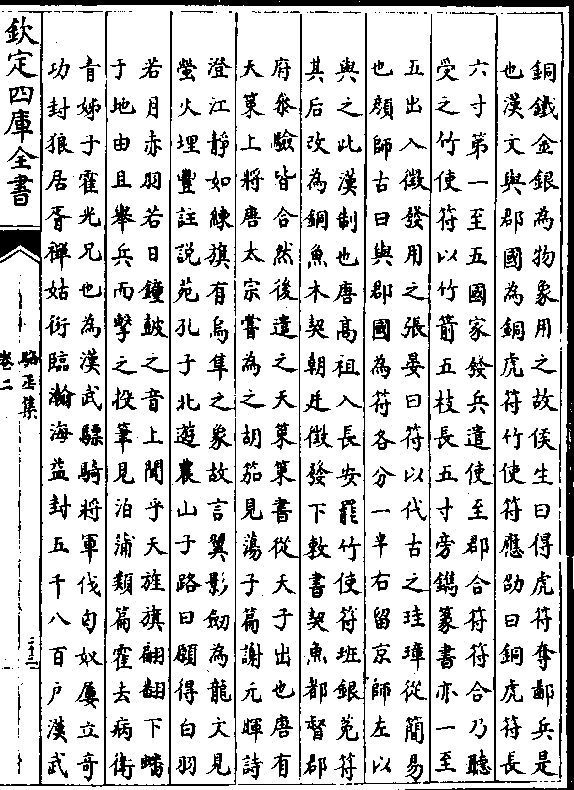 銅鐵金銀為物象用之故侯生曰得虎符奪鄙兵是
也漢文與郡國為銅虎符竹使符應劭曰銅虎符長
六寸第一至五國家發兵遣使至郡合符符合乃聽
受之竹使符以竹箭五枝長五寸旁鐫篆書亦一至
五出入徵發用之張晏曰符以代古之珪璋從簡易
也顔師古曰與郡國為符各分一半右留京師左以
與之此漢制也唐高祖入長安罷竹使符班銀兎符
其后改為銅魚木契朝廷徵發下敕書契魚都督郡
府叅驗皆合然後遣之天䇿䇿書從天子出也唐有
天䇿上將唐太宗嘗為之胡笳見蕩子篇謝元暉詩
澄江靜如練旗有鳥隼之象故言翼影劒為龍文見
螢火埋豐註說苑孔子北遊農山子路曰願得白羽
若月赤羽若日鐘皷之音上聞乎天旌旗翩翻下蟠
于地由且舉兵而擊之投筆見泊蒲類篇霍去病衛
青姊子霍光兄也為漢武驃騎將軍伐匈奴屢立奇
功封狼居胥禪姑衍臨瀚海益封五千八百戶漢武
欽定四庫全書
駱丞集
卷二